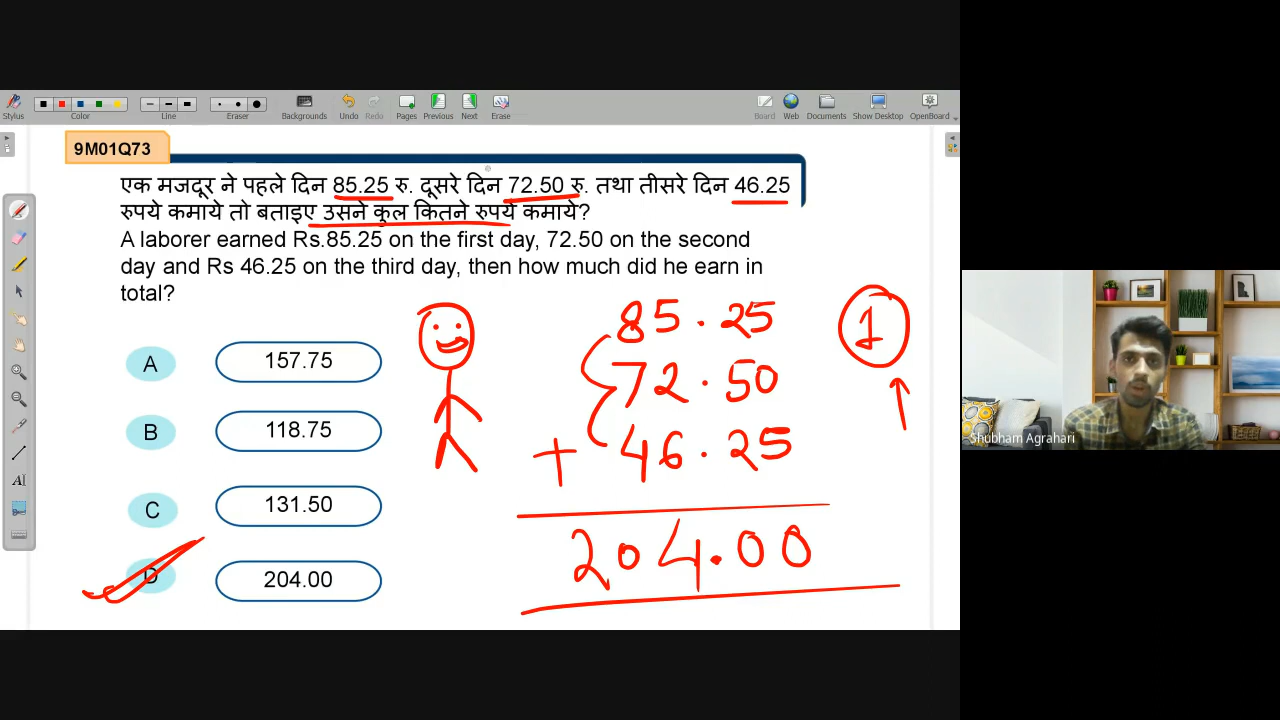 Stylus
Color
Line
Eraser
Backgrounds
Undo
Redo
Pages
Previous
Next
Erase
Board
Web
Documents
Show Desktop
OpenBoard
9M01Q73
एक मजदूर ने पहले दिन 85.25 रु. दूसरे दिन 72.50 रु. तथा तीसरे दिन 46.25
रुपये कमाये तो बताइए उसने कुल कितने रुपये कमाये?
A laborer earned Rs.85.25 on the first day, 72.50 on the second
day and Rs 46.25 on the third day, then how much did he earn in
total?
A 157.75
B 118.75
C 131.50
D 204.00
85.25
72.50
+ 46.25
204.00
1
Shubham Agrahari